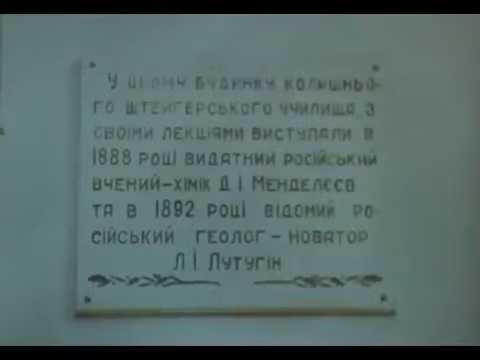 У цьому будинку колишньо-
го штейгерського училища з
своїми лекціями виступали в
1888 році видатний російський
вчений-хімік Д.І Менделєєв
та в 1892 році відомий ро-
сійський геолог-новатор
Л.І. Лутугін